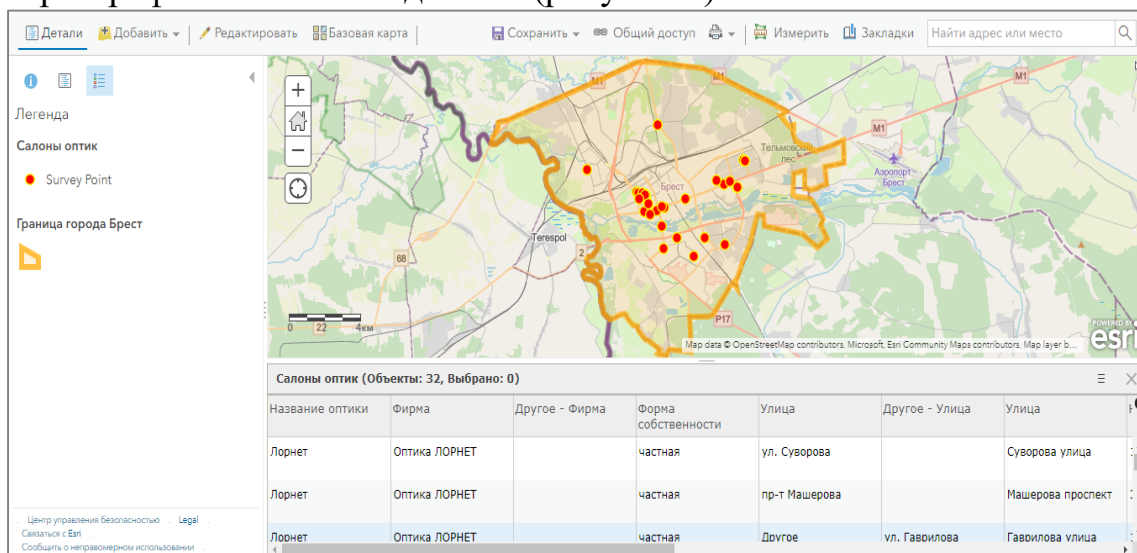 Детали Добавить Редактировать Базовая карта Сохранить Общий доступ Измерить Закладки Найти адрес или место
Легенда
Салоны оптик
Survey Point
Граница города Брест
M1
M1
M1
M1
Тельмовский лес
Аэропорт Брест
Брест
Terespol
2
68
P17
0 22 4км
POWERED BY
esri
Map data © OpenStreetMap contributors, Microsoft, Esri Community Maps contributors, Map layer b...
Салоны оптик (Объекты: 32, Выбрано: 0)
Название оптики Фирма Другое - Фирма Форма собственности Улица Другое - Улица Улица
Лорнет Оптика ЛОРНЕТ частная ул. Суворова Суворова улица
Лорнет Оптика ЛОРНЕТ частная пр-т Машерова Машерова проспект
Лорнет Оптика ЛОРНЕТ частная Другое ул. Гаврилова Гаврилова улица
Центр управления безопасностью Legal
Связаться с Esri
Сообщить о неправомерном использовании